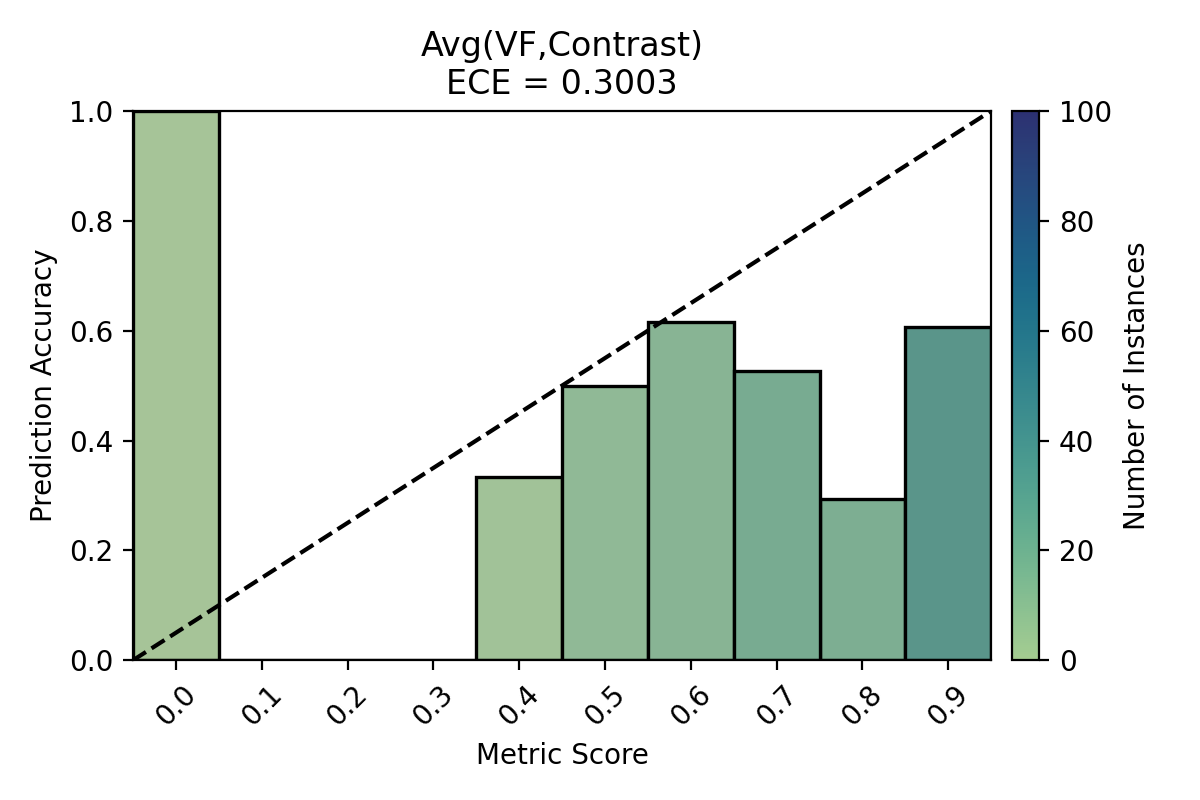 Avg(VF,Contrast)
ECE = 0.3003
Prediction Accuracy
1.0
0.8
0.6
0.4
0.2
0.0
0.0 0.1 0.2 0.3 0.4 0.5 0.6 0.7 0.8 0.9
Metric Score
100
80
60
40
20
0
Number of Instances